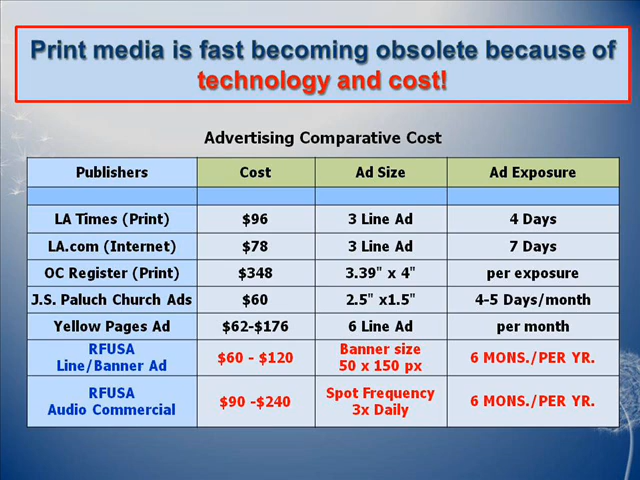 Print media is fast becoming obsolete because of
technology and cost!
Advertising Comparative Cost
Publishers Cost Ad Size Ad Exposure
LA Times (Print) $96 3 Line Ad 4 Days
LA.com (Internet) $78 3 Line Ad 7 Days
OC Register (Print) $348 3.39" x 4" per exposure
J.S. Paluch Church Ads $60 2.5" x1.5" 4-5 Days/month
Yellow Pages Ad $62-$176 6 Line Ad per month
RFUSA
Line/Banner Ad $60 - $120 Banner size
50 x 150 px 6 MONS./PER YR.
RFUSA
Audio Commercial $90 -$240 Spot Frequency
3x Daily 6 MONS./PER YR.